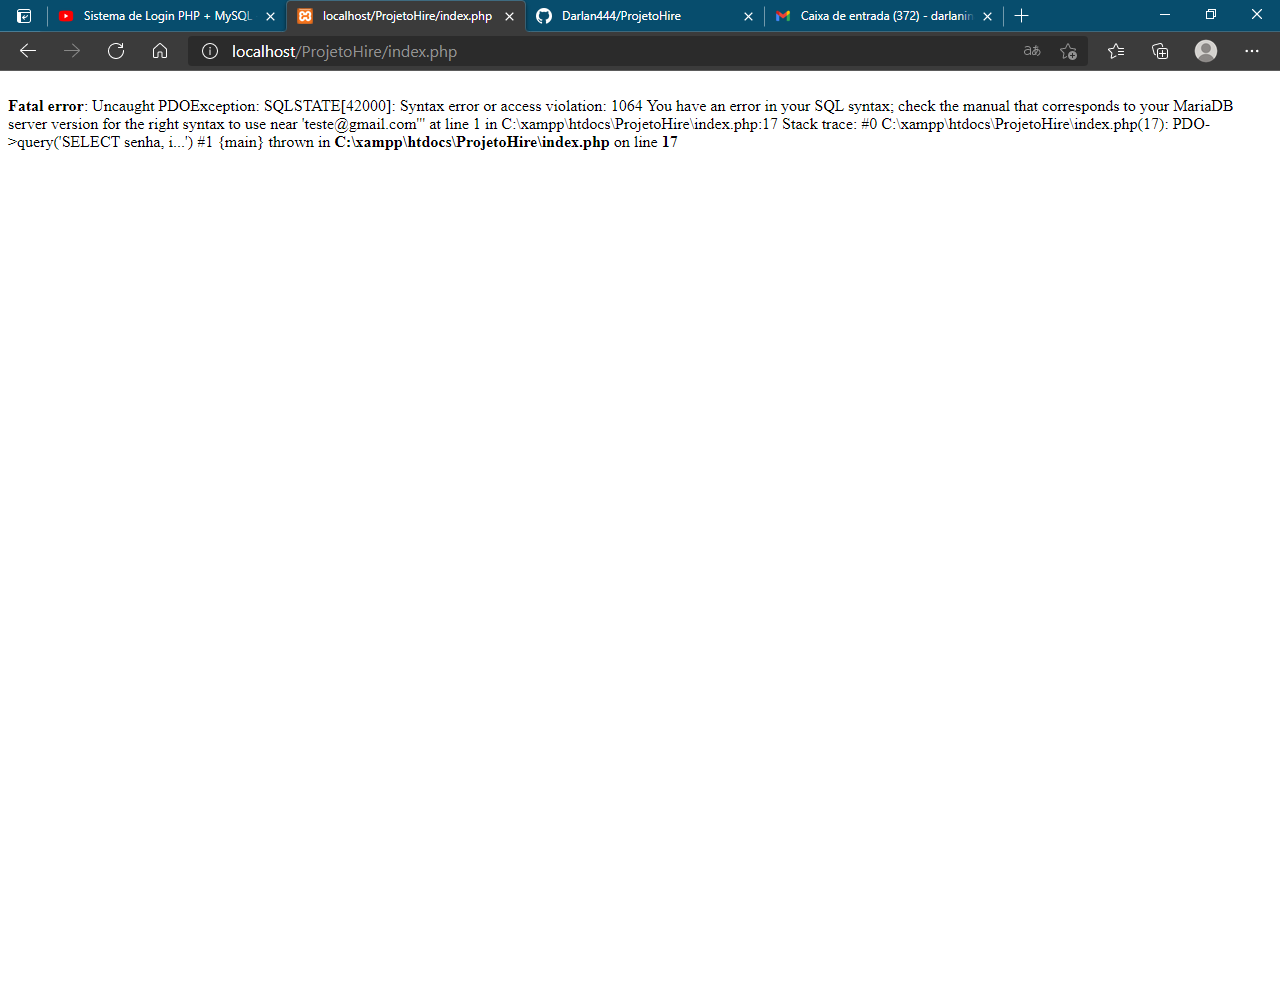 Sistema de Login PHP + MySQL
localhost/ProjetoHire/index.php
Darlan444/ProjetoHire
Caixa de entrada (372) - darlanin
localhost/ProjetoHire/index.php
aあ
Fatal error: Uncaught PDOException: SQLSTATE[42000]: Syntax error or access violation: 1064 You have an error in your SQL syntax; check the manual that corresponds to your MariaDB
server version for the right syntax to use near 'teste@gmail.com'' at line 1 in C:\xampp\htdocs\ProjetoHire\index.php:17 Stack trace: #0 C:\xampp\htdocs\ProjetoHire\index.php(17): PDO-
>query('SELECT senha, i...') #1 {main} thrown in C:\xampp\htdocs\ProjetoHire\index.php on line 17